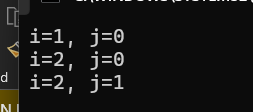 i=1, j=0
i=2, j=0
i=2, j=1
d